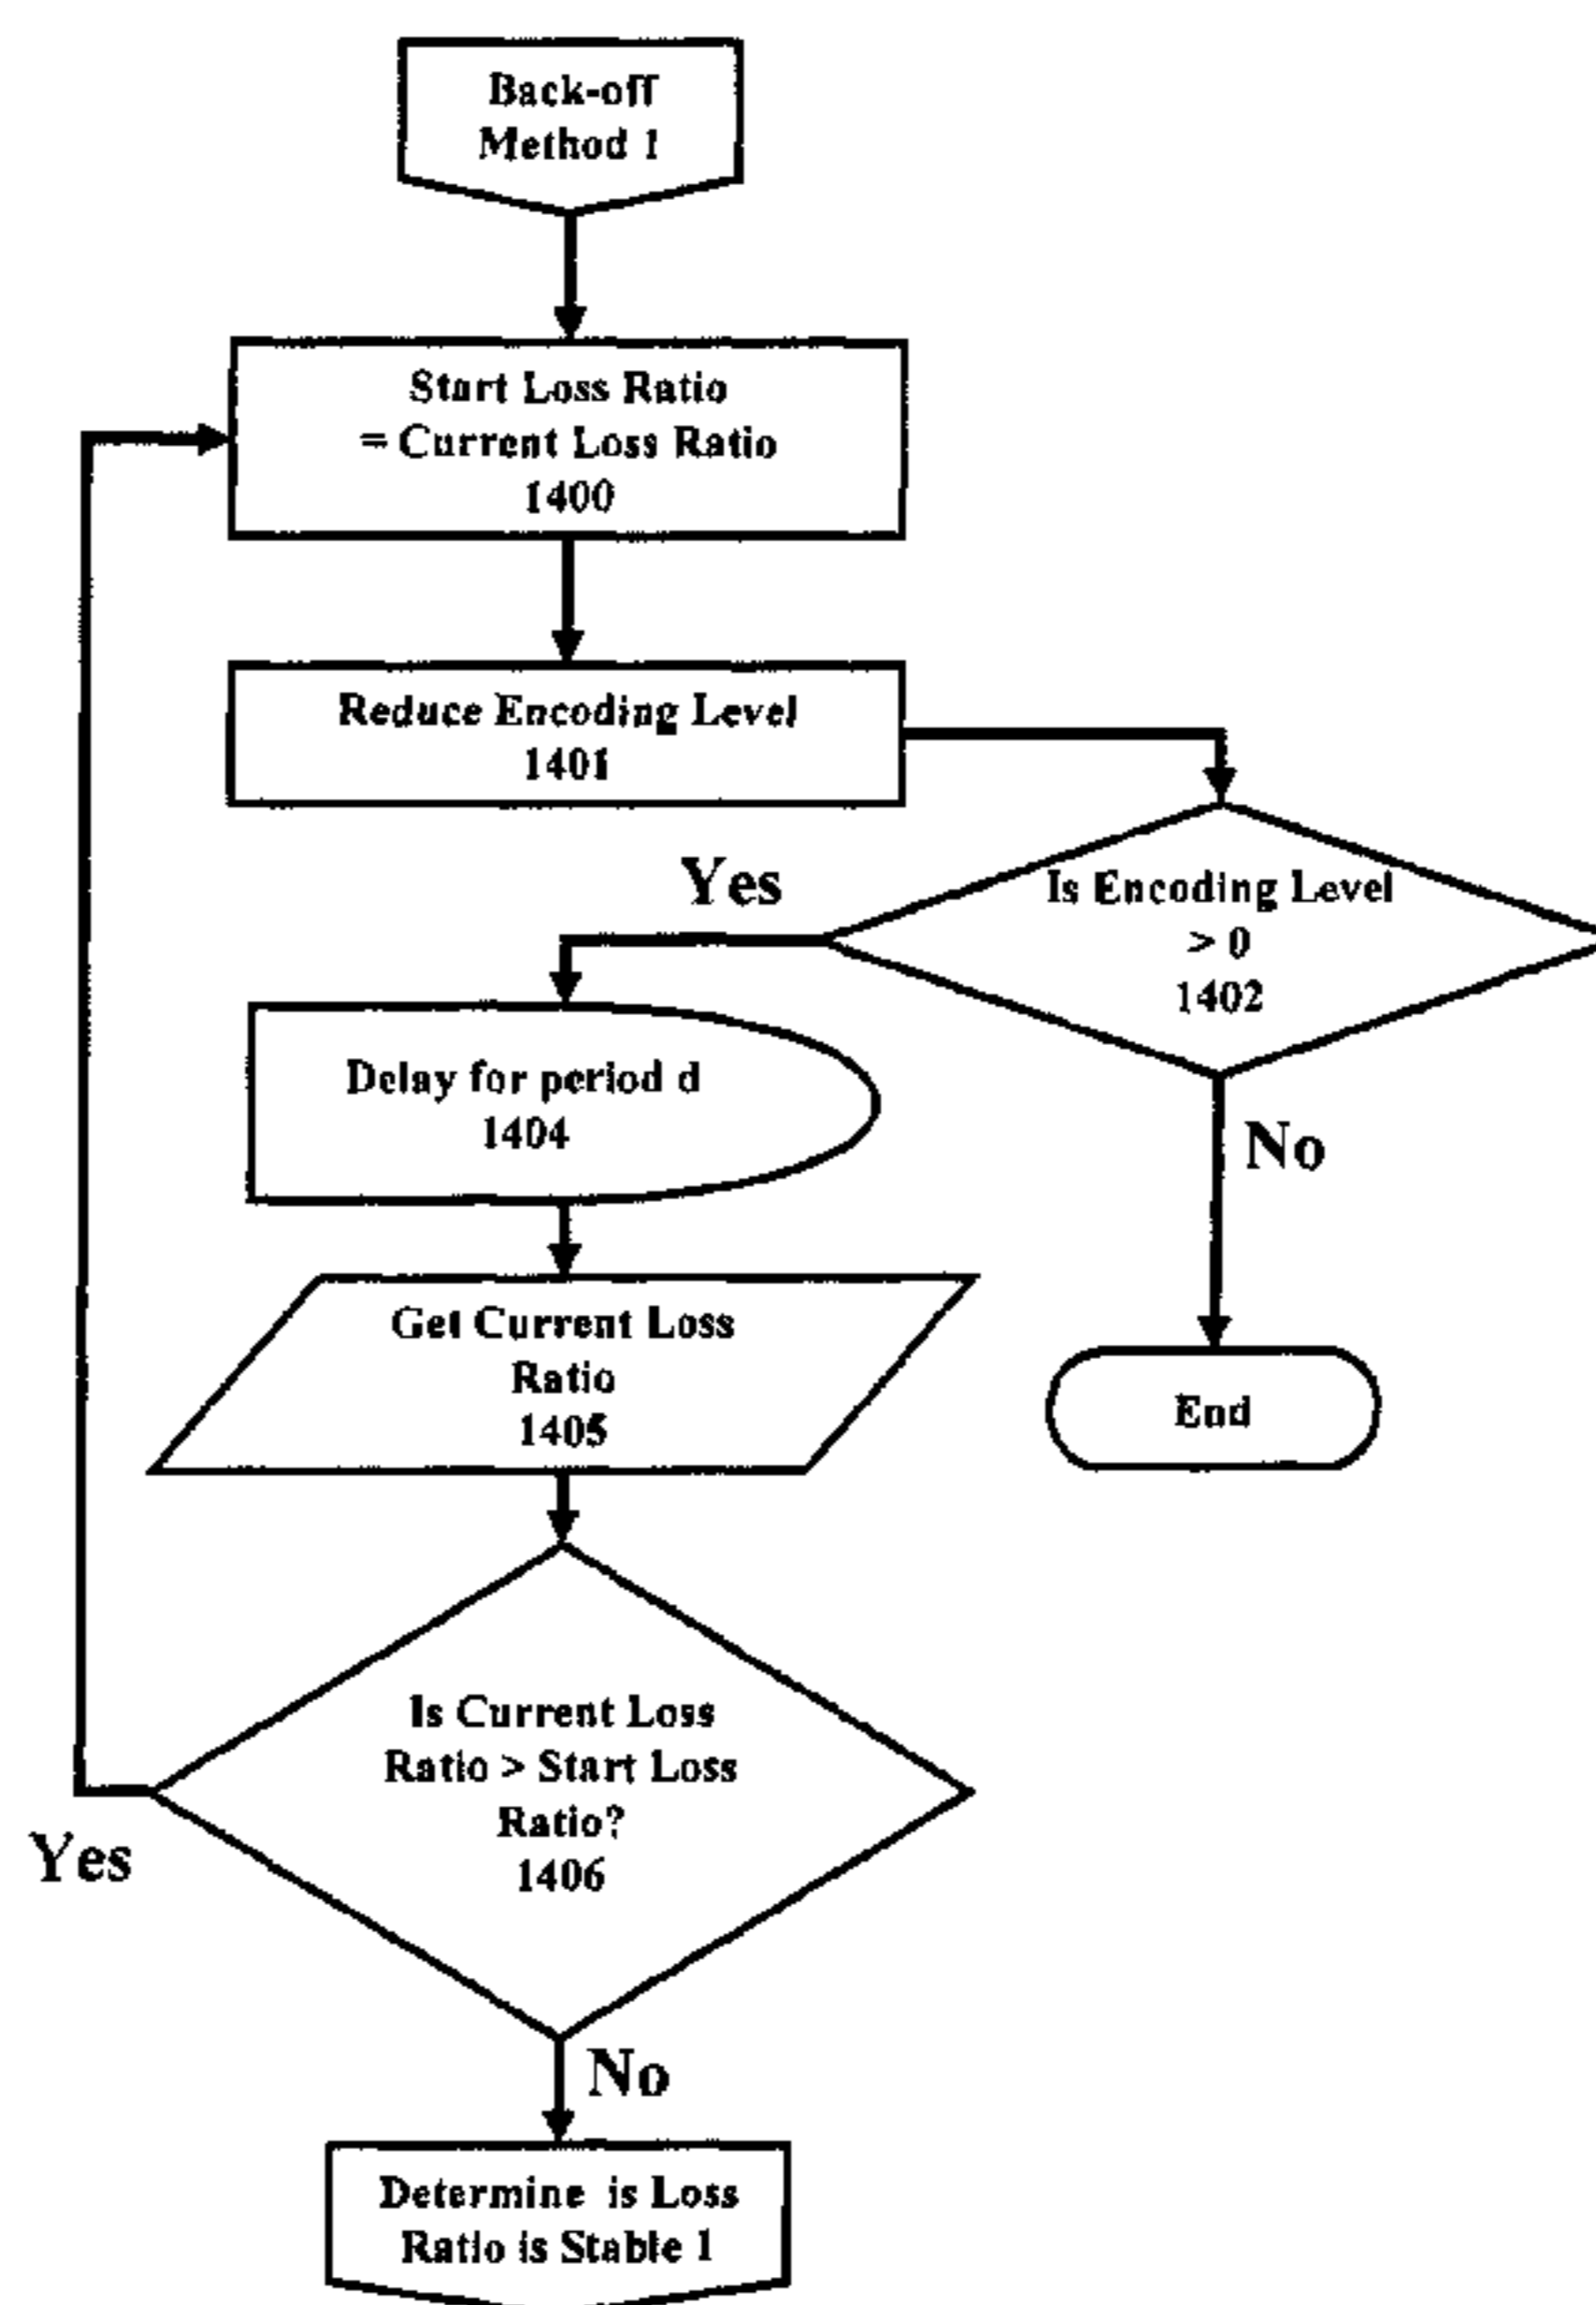 Back-off
Method 1
Start Loss Ratio
= Current Loss Ratio
1400
Reduce Encoding Level
1401
Yes
Is Encoding Level
> 0
1402
Delay for period d
1404
No
Get Current Loss
Ratio
1405
End
Is Current Loss
Ratio > Start Loss
Ratio?
1406
Yes
No
Determine is Loss
Ratio is Stable 1